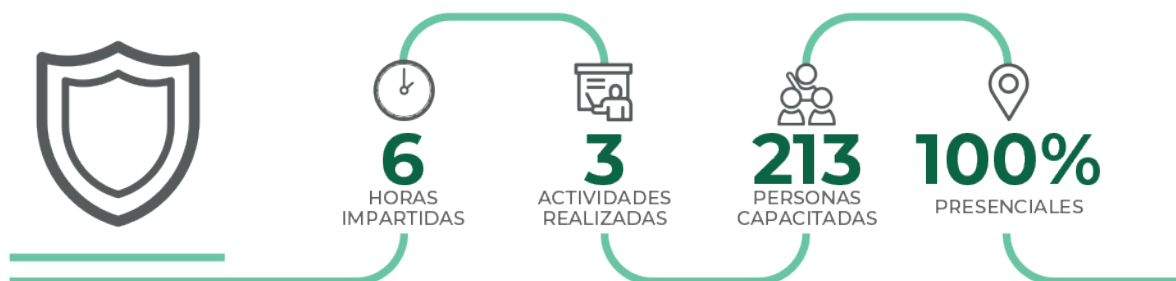 6
HORAS
IMPARTIDAS
3
ACTIVIDADES
REALIZADAS
213
PERSONAS
CAPACITADAS
100%
PRESENCIALES